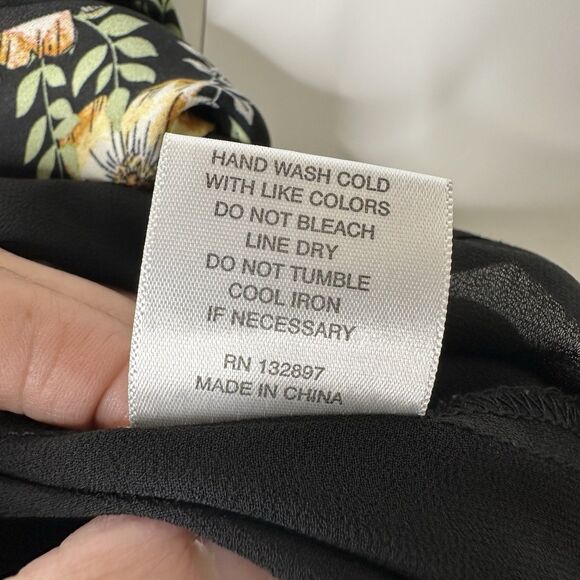 HAND WASH COLD
WITH LIKE COLORS
DO NOT BLEACH
LINE DRY
DO NOT TUMBLE
COOL IRON
IF NECESSARY
RN 132897
MADE IN CHINA